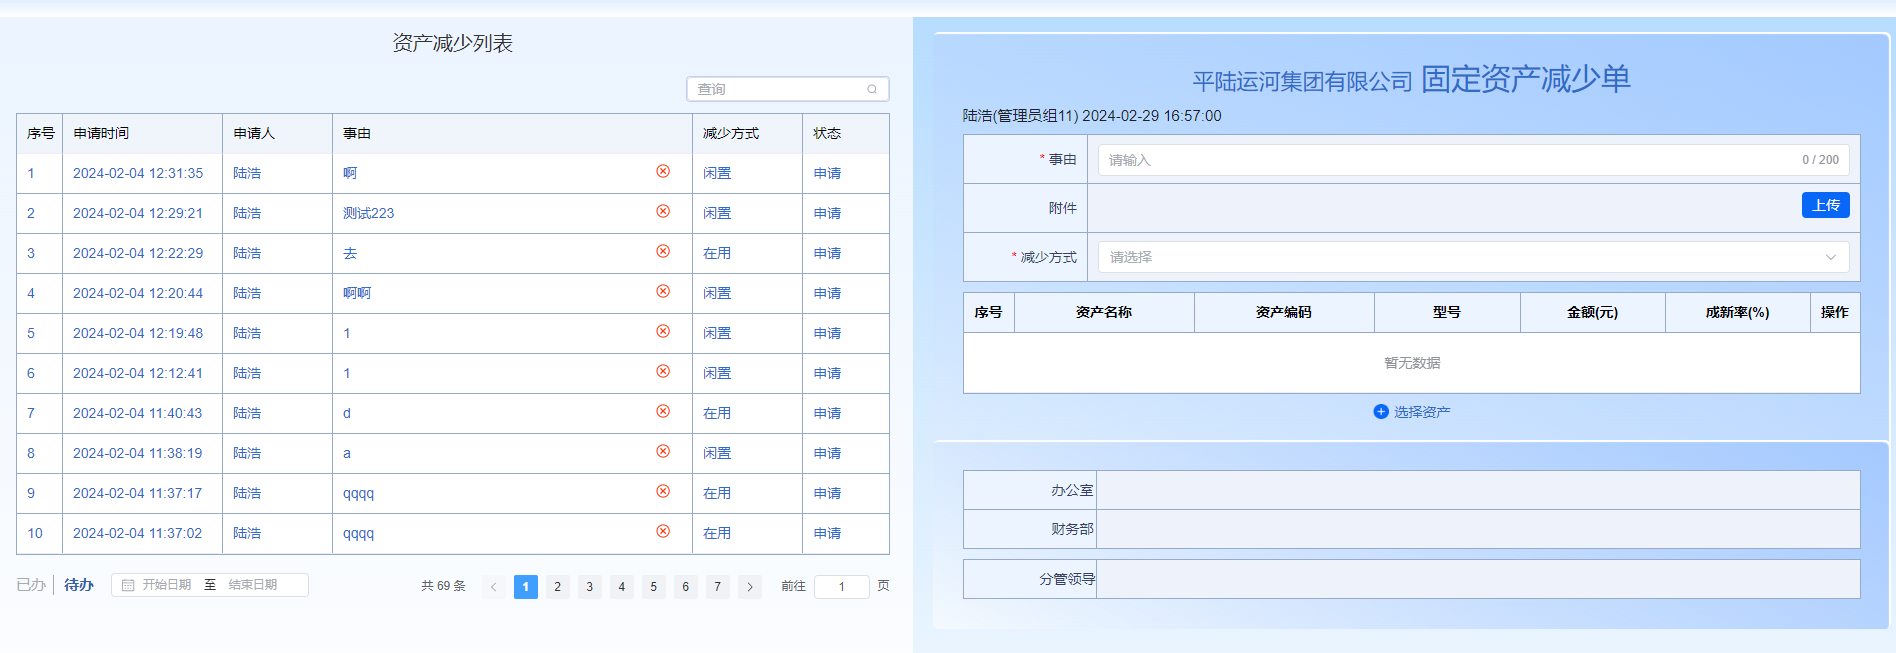 资产减少列表
查询
序号 申请时间 申请人 事由 减少方式 状态
1 2024-02-04 12:31:35 陆浩 啊 闲置 申请
2 2024-02-04 12:29:21 陆浩 测试223 闲置 申请
3 2024-02-04 12:22:29 陆浩 去 在用 申请
4 2024-02-04 12:20:44 陆浩 啊啊 闲置 申请
5 2024-02-04 12:19:48 陆浩 1 闲置 申请
6 2024-02-04 12:12:41 陆浩 1 闲置 申请
7 2024-02-04 11:40:43 陆浩 d 在用 申请
8 2024-02-04 11:38:19 陆浩 a 闲置 申请
9 2024-02-04 11:37:17 陆浩 qqqq 在用 申请
10 2024-02-04 11:37:02 陆浩 qqqq 在用 申请
已办 待办 开始日期 至 结束日期 共 69 条 1 2 3 4 5 6 7 前往 1 页
平陆运河集团有限公司 固定资产减少单
陆浩(管理员组11) 2024-02-29 16:57:00
* 事由 请输入 0 / 200
附件 上传
* 减少方式 请选择
序号 资产名称 资产编码 型号 金额(元) 成新率(%) 操作
暂无数据
选择资产
办公室
财务部
分管领导